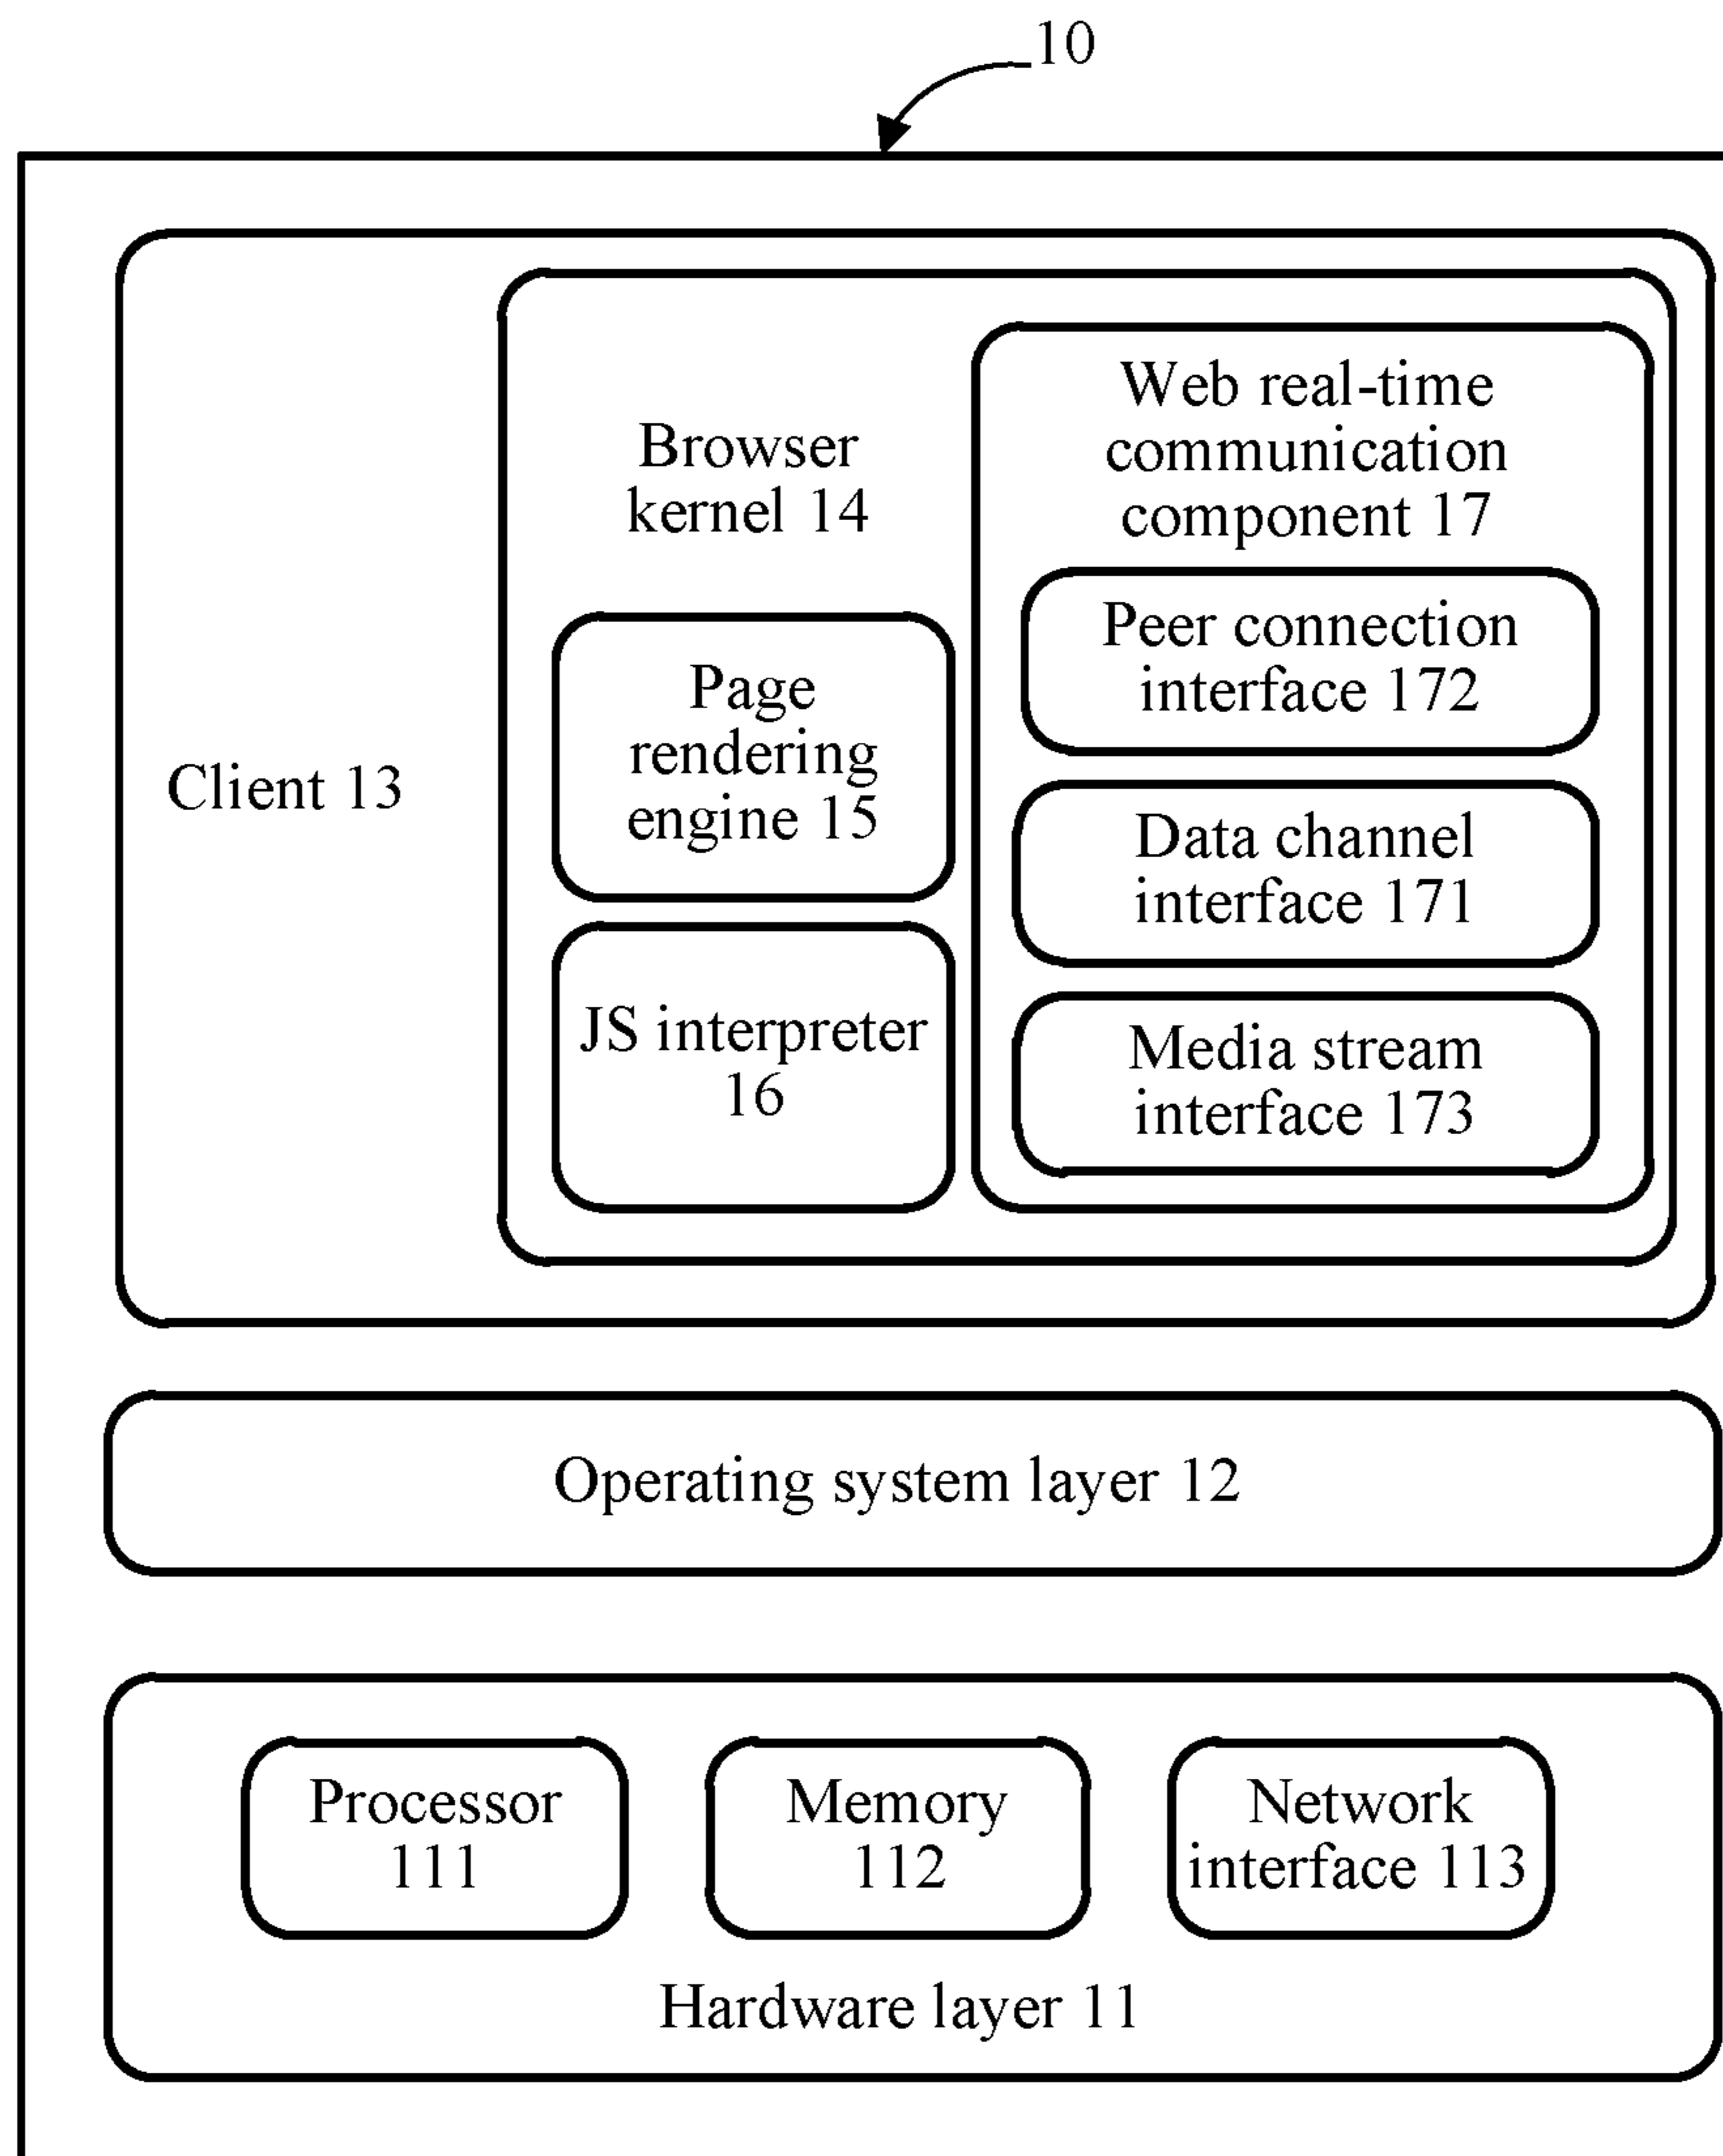 10
Client 13
Browser
kernel 14
Page
rendering
engine 15
JS interpreter
16
Web real-time
communication
component 17
Peer connection
interface 172
Data channel
interface 171
Media stream
interface 173
Operating system layer 12
Processor
111
Memory
112
Network
interface 113
Hardware layer 11